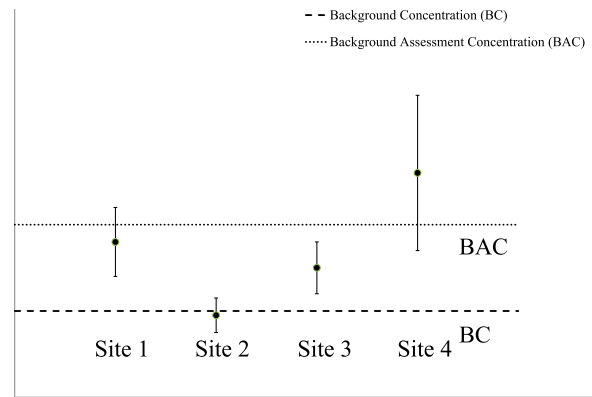 Background Concentration (BC)
Background Assessment Concentration (BAC)
BAC
BC
Site 1 Site 2 Site 3 Site 4